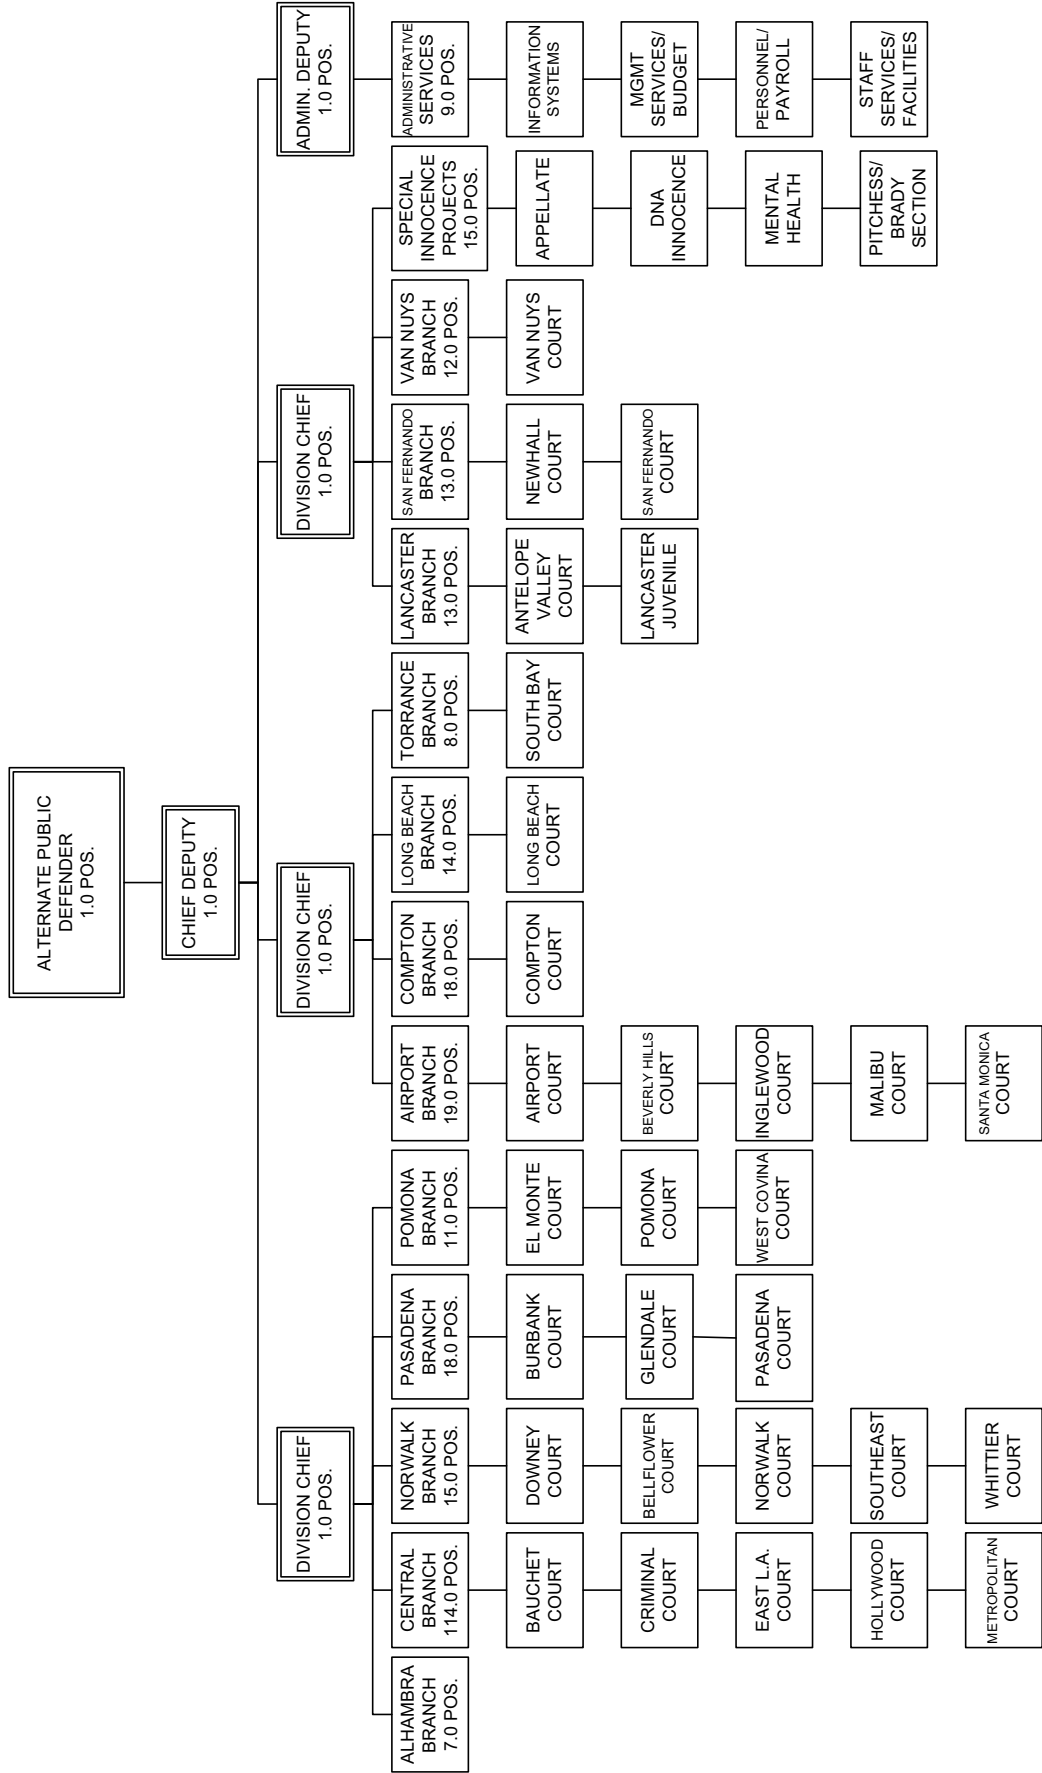 ALTERNATE PUBLIC
DEFENDER
1.0 POS.
CHIEF DEPUTY
1.0 POS.
DIVISION CHIEF
1.0 POS.
DIVISION CHIEF
1.0 POS.
DIVISION CHIEF
1.0 POS.
ADMIN. DEPUTY
1.0 POS.
ALHAMBRA
BRANCH
7.0 POS.
CENTRAL
BRANCH
114.0 POS.
BAUCHET
COURT
CRIMINAL
COURT
EAST L.A.
COURT
HOLLYWOOD
COURT
METROPOLITAN
COURT
NORWALK
BRANCH
15.0 POS.
DOWNEY
COURT
BELLFLOWER
COURT
NORWALK
COURT
SOUTHEAST
COURT
WHITTIER
COURT
PASADENA
BRANCH
18.0 POS.
BURBANK
COURT
GLENDALE
COURT
PASADENA
COURT
POMONA
BRANCH
11.0 POS.
EL MONTE
COURT
POMONA
COURT
WEST COVINA
COURT
AIRPORT
BRANCH
19.0 POS.
AIRPORT
COURT
BEVERLY HILLS
COURT
INGLEWOOD
COURT
MALIBU
COURT
SANTA MONICA
COURT
COMPTON
BRANCH
18.0 POS.
COMPTON
COURT
LONG BEACH
BRANCH
14.0 POS.
LONG BEACH
COURT
TORRANCE
BRANCH
8.0 POS.
SOUTH BAY
COURT
LANCASTER
BRANCH
13.0 POS.
ANTELOPE
VALLEY
COURT
LANCASTER
JUVENILE
SAN FERNANDO
BRANCH
13.0 POS.
NEWHALL
COURT
SAN FERNANDO
COURT
VAN NUYS
BRANCH
12.0 POS.
VAN NUYS
COURT
SPECIAL
INNOCENCE
PROJECTS
15.0 POS.
APPELLATE
DNA
INNOCENCE
MENTAL
HEALTH
PITCHESS/
BRADY
SECTION
ADMINISTRATIVE
SERVICES
9.0 POS.
INFORMATION
SYSTEMS
MGMT
SERVICES/
BUDGET
PERSONNEL/
PAYROLL
STAFF
SERVICES/
FACILITIES